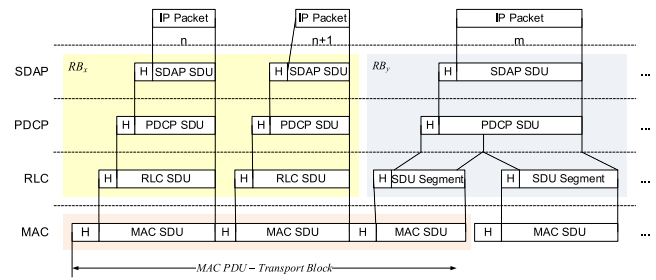 IP Packet IP Packet IP Packet
n n+1 m
RBx RBy
SDAP H SDAP SDU H SDAP SDU H SDAP SDU ...
PDCP H PDCP SDU H PDCP SDU H PDCP SDU ...
RLC H RLC SDU H RLC SDU H SDU Segment H SDU Segment ...
MAC H MAC SDU H MAC SDU H MAC SDU H MAC SDU ...
MAC PDU – Transport Block